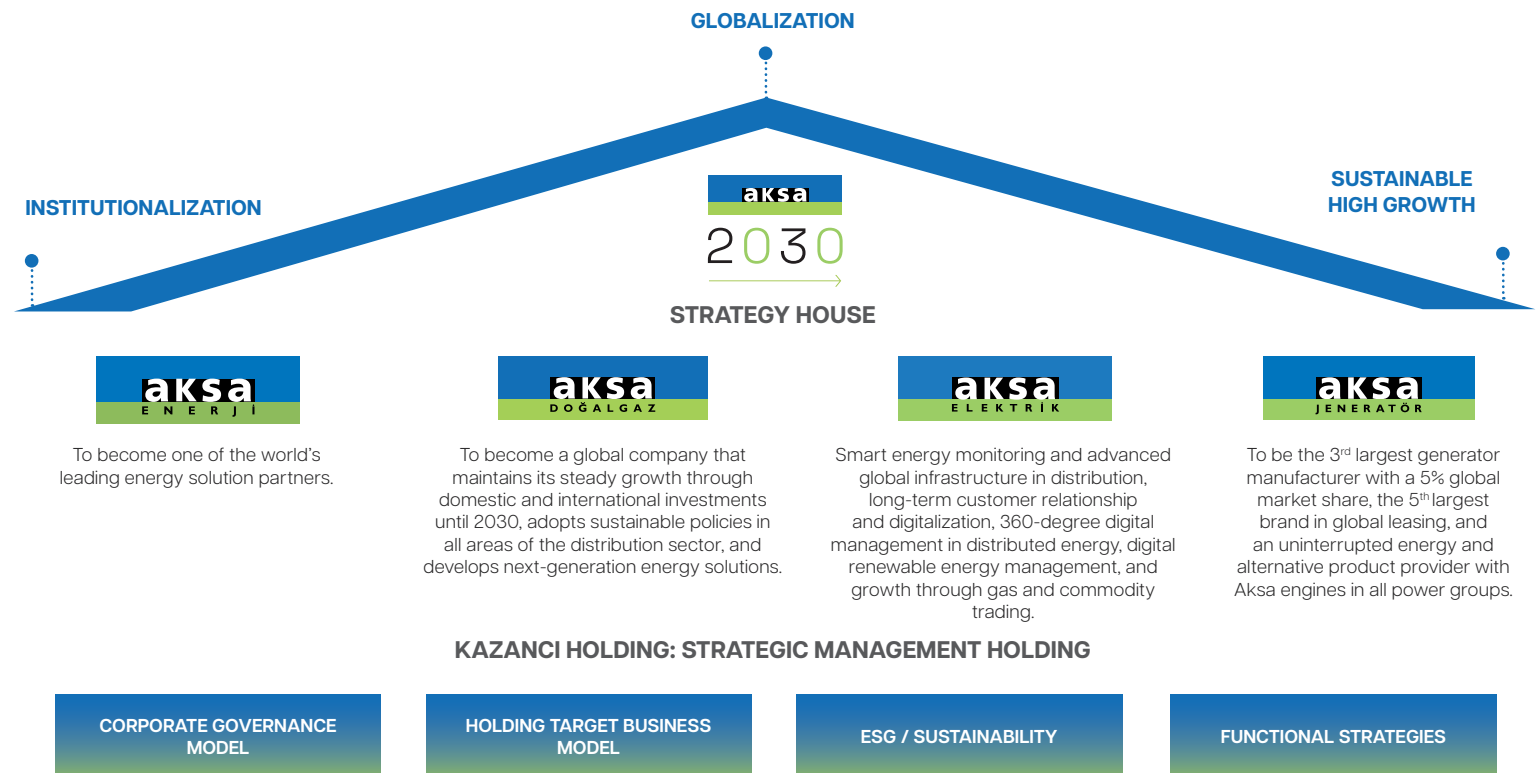 GLOBALIZATION
INSTITUTIONALIZATION
SUSTAINABLE
HIGH GROWTH
aksa
2030
STRATEGY HOUSE
aksa
ENERJİ
To become one of the world's
leading energy solution partners.
aksa
DOĞALGAZ
To become a global company that
maintains its steady growth through
domestic and international investments
until 2030, adopts sustainable policies in
all areas of the distribution sector, and
develops next-generation energy solutions.
aksa
ELEKTRİK
Smart energy monitoring and advanced
global infrastructure in distribution,
long-term customer relationship
and digitalization, 360-degree digital
management in distributed energy, digital
renewable energy management, and
growth through gas and commodity
trading.
aksa
JENERATÖR
To be the 3rd largest generator
manufacturer with a 5% global
market share, the 5th largest
brand in global leasing, and
an uninterrupted energy and
alternative product provider with
Aksa engines in all power groups.
KAZANCI HOLDING: STRATEGIC MANAGEMENT HOLDING
CORPORATE GOVERNANCE
MODEL
HOLDING TARGET BUSINESS
MODEL
ESG / SUSTAINABILITY
FUNCTIONAL STRATEGIES